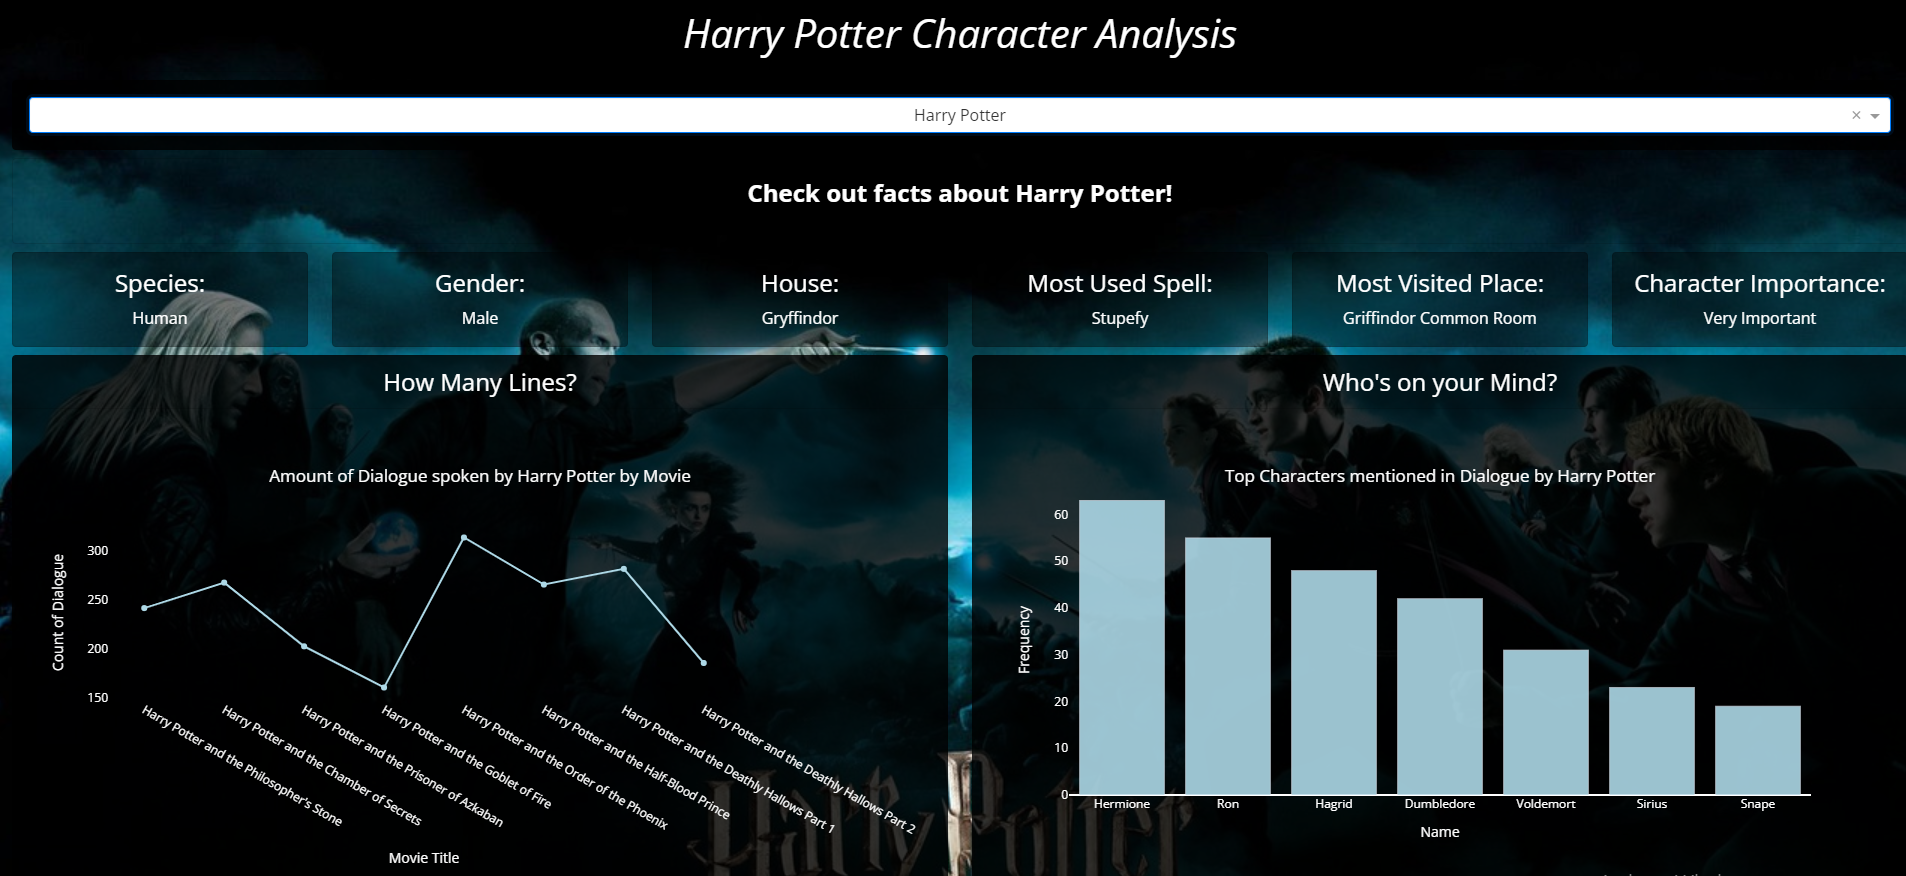 Harry Potter Character Analysis
Harry Potter
×
Check out facts about Harry Potter!
Species:
Human
Gender:
Male
House:
Gryffindor
Most Used Spell:
Stupefy
Most Visited Place:
Griffindor Common Room
Character Importance:
Very Important
How Many Lines?
Amount of Dialogue spoken by Harry Potter by Movie
Count of Dialogue
300
250
200
150
Harry Potter and the Philosopher's Stone
Harry Potter and the Chamber of Secrets
Harry Potter and the Prisoner of Azkaban
Harry Potter and the Goblet of Fire
Harry Potter and the Order of the Phoenix
Harry Potter and the Half-Blood Prince
Harry Potter and the Deathly Hallows Part 1
Harry Potter and the Deathly Hallows Part 2
Movie Title
Who's on your Mind?
Top Characters mentioned in Dialogue by Harry Potter
Frequency
60
50
40
30
20
10
0
Hermione Ron Hagrid Dumbledore Voldemort Sirius Snape
Name
Harry Potter